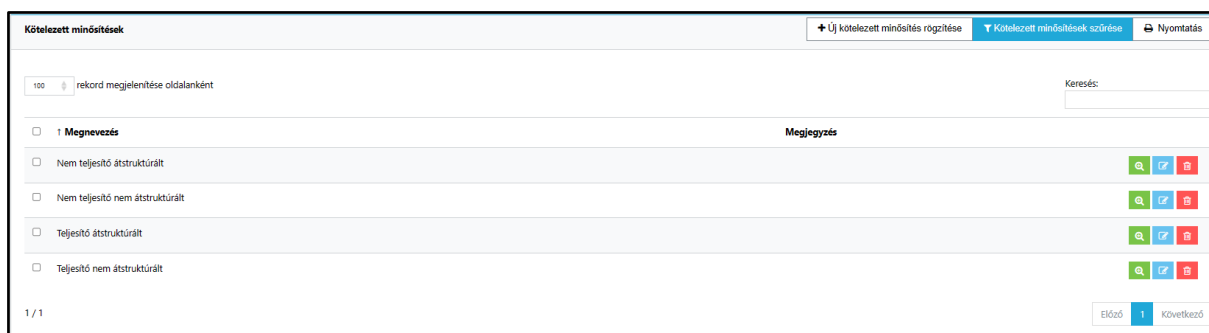 Kötelezett minősítések
Új kötelezett minősítés rögzítése
Kötelezett minősítések szűrése
Nyomtatás
100 rekord megjelenítése oldalanként
Keresés:
↑ Megnevezés
Megjegyzés
Nem teljesítő átstruktúrált
Nem teljesítő nem átstruktúrált
Teljesítő átstruktúrált
Teljesítő nem átstruktúrált
1 / 1
Előző 1 Következő